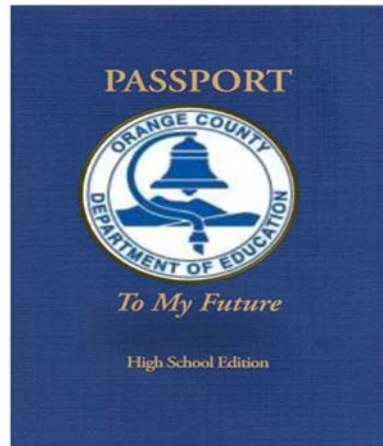 PASSPORT
ORANGE COUNTY
DEPARTMENT OF EDUCATION
To My Future
High School Edition